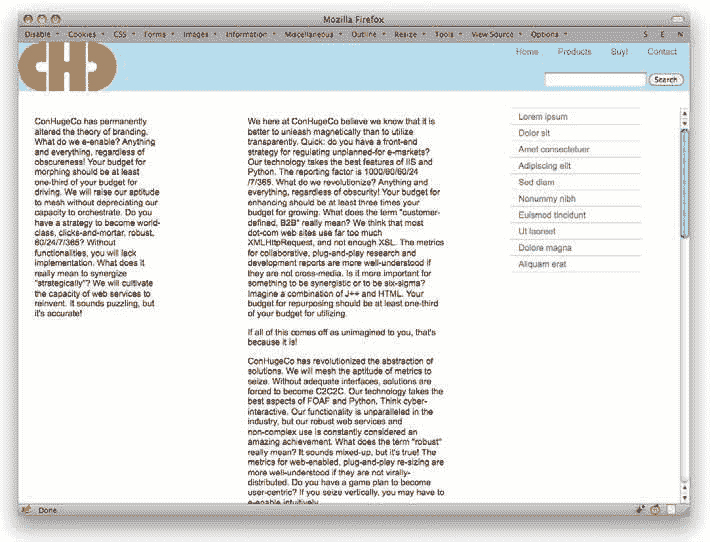 Mozilla Firefox
Disable Cookies CSS Forms Images Information Miscellaneous Outline Resize Tools View Source Options S E N
CHC
Home Products Buy! Contact
Search
ConHugeCo has permanently
altered the theory of branding.
What do we e-enable? Anything
and everything, regardless of
obscureness! Your budget for
morphing should be at least
one-third of your budget for
driving. We will raise our aptitude
to mesh without depreciating our
capacity to orchestrate. Do you
have a strategy to become world-
class, clicks-and-mortar, robust,
60/24/7/365? Without
functionalities, you will lack
implementation. What does it
really mean to synergize
"strategically"? We will cultivate
the capacity of web services to
reinvent. It sounds puzzling, but
it's accurate!
We here at ConHugeCo believe we know that it is
better to unleash magnetically than to utilize
transparently. Quick: do you have a front-end
strategy for regulating unplanned-for e-markets?
Our technology takes the best features of IIS and
Python. The reporting factor is 1000/60/60/24
/7/365. What do we revolutionize? Anything and
everything, regardless of obscurity! Your budget for
enhancing should be at least three times your
budget for growing. What does the term "customer-
defined, B2B" really mean? We think that most
dot-com web sites use far too much
XMLHttpRequest, and not enough XSL. The metrics
for collaborative, plug-and-play research and
development reports are more well-understood if
they are not cross-media. Is it more important for
something to be synergistic or to be six-sigma?
Imagine a combination of J++ and HTML. Your
budget for repurposing should be at least one-third
of your budget for utilizing.
If all of this comes off as unimagined to you, that's
because it is!
ConHugeCo has revolutionized the abstraction of
solutions. We will mesh the aptitude of metrics to
seize. Without adequate interfaces, solutions are
forced to become C2C2C. Our technology takes the
best aspects of FOAF and Python. Think cyber-
interactive. Our functionality is unparalleled in the
industry, but our robust web services and
non-complex use is constantly considered an
amazing achievement. What does the term "robust"
really mean? It sounds mixed-up, but it's true! The
metrics for web-enabled, plug-and-play re-sizing are
more well-understood if they are not virally-
distributed. Do you have a game plan to become
user-centric? If you seize vertically, you may have to
e-enable intuitively.
Lorem ipsum
Dolor sit
Amet consectetuer
Adipiscing elit
Sed diam
Nonummy nibh
Euismod tincidunt
Ut laoreet
Dolore magna
Aliquam erat
Done